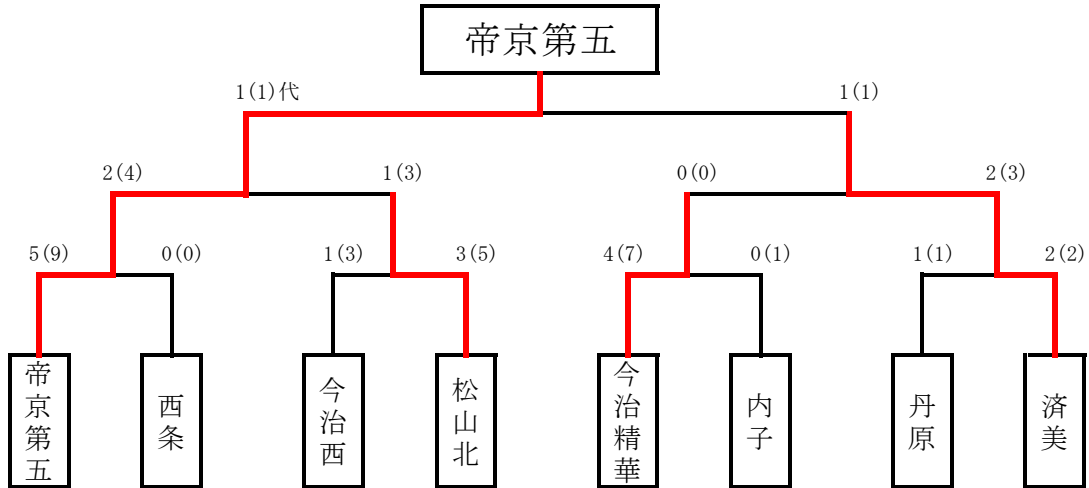 帝京第五
1(1)代
1(1)
2(4)
1(3)
0(0)
2(3)
5(9)
0(0)
1(3)
3(5)
4(7)
0(1)
1(1)
2(2)
帝京第五
西条
今治西
松山北
今治精華
内子
丹原
済美